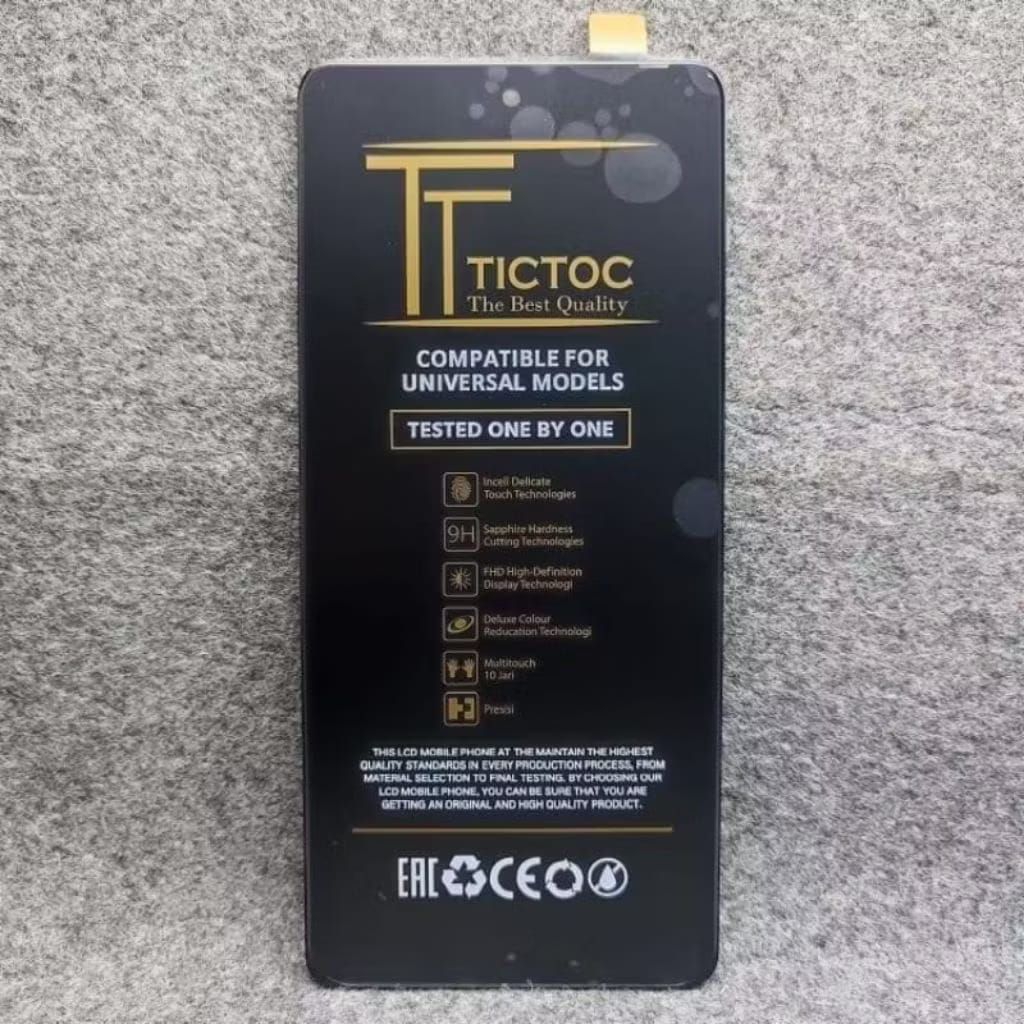 TT
TICTOC
The Best Quality
COMPATIBLE FOR
UNIVERSAL MODELS
TESTED ONE BY ONE
Incell Delicate
Touch Technologies
9H
Sapphire Hardness
Cutting Technologies
FHD High-Definition
Display Technologi
Deluxe Colour
Reducation Technologi
Multitouch
10 Jari
Presisi
THIS LCD MOBILE PHONE AT THE MAINTAIN THE HIGHEST
QUALITY STANDARDS IN EVERY PRODUCTION PROCESS, FROM
MATERIAL SELECTION TO FINAL TESTING. BY CHOOSING OUR
LCD MOBILE PHONE, YOU CAN BE SURE THAT YOU ARE
GETTING AN ORIGINAL AND HIGH QUALITY PRODUCT.
EAC CE